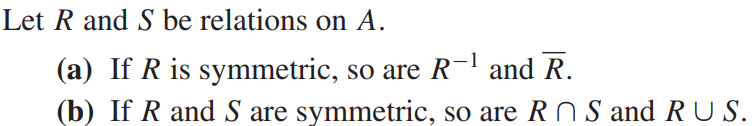 Let R and S be relations on A.
(a) If R is symmetric, so are R⁻¹ and R̅.
(b) If R and S are symmetric, so are R ∩ S and R ∪ S.